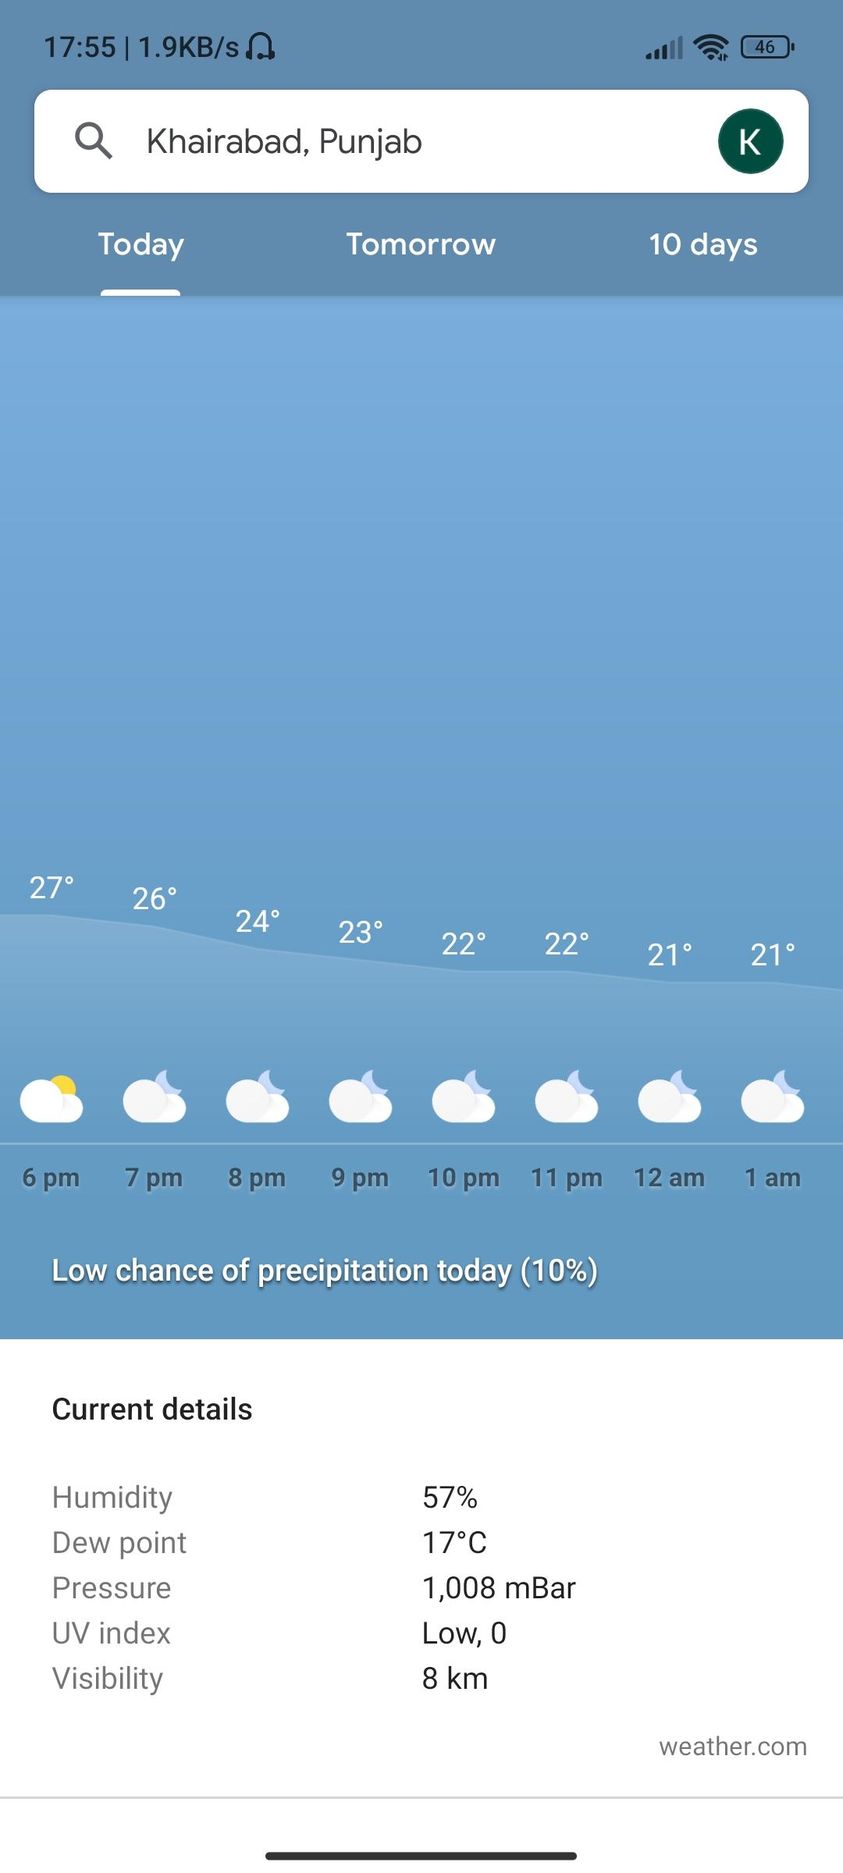 17:55 | 1.9KB/s
46
Khairabad, Punjab
K
Today Tomorrow 10 days
27° 26° 24° 23° 22° 22° 21° 21°
6 pm 7 pm 8 pm 9 pm 10 pm 11 pm 12 am 1 am
Low chance of precipitation today (10%)
Current details
Humidity 57%
Dew point 17°C
Pressure 1,008 mBar
UV index Low, 0
Visibility 8 km
weather.com